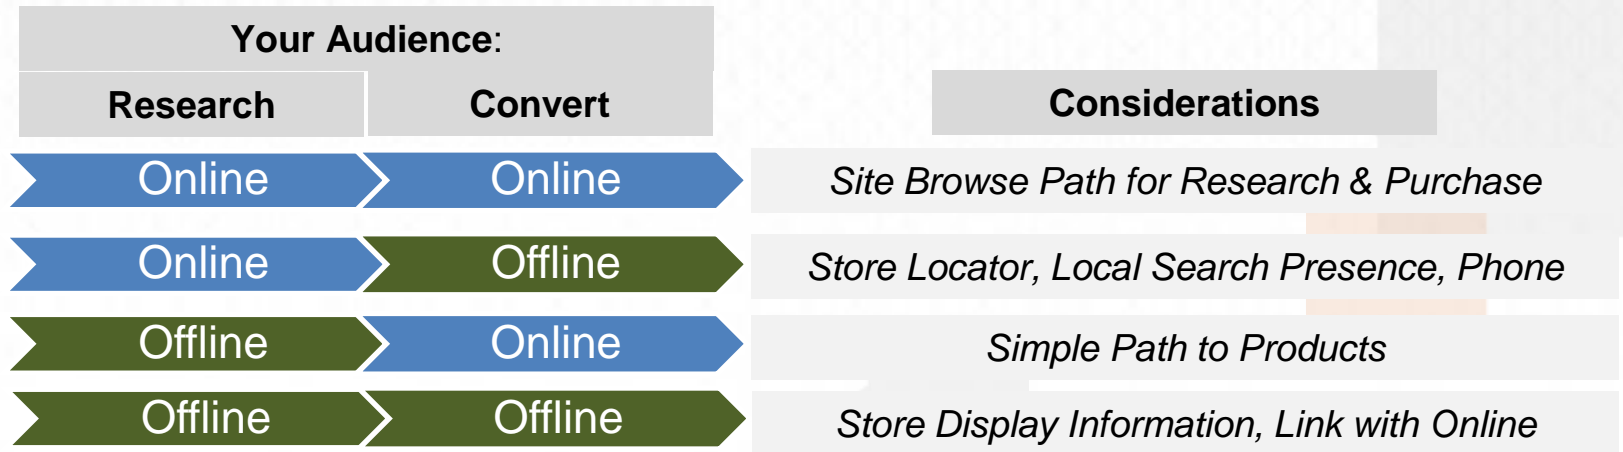 Your Audience:
Research Convert Considerations
Online Online Site Browse Path for Research & Purchase
Online Offline Store Locator, Local Search Presence, Phone
Offline Online Simple Path to Products
Offline Offline Store Display Information, Link with Online